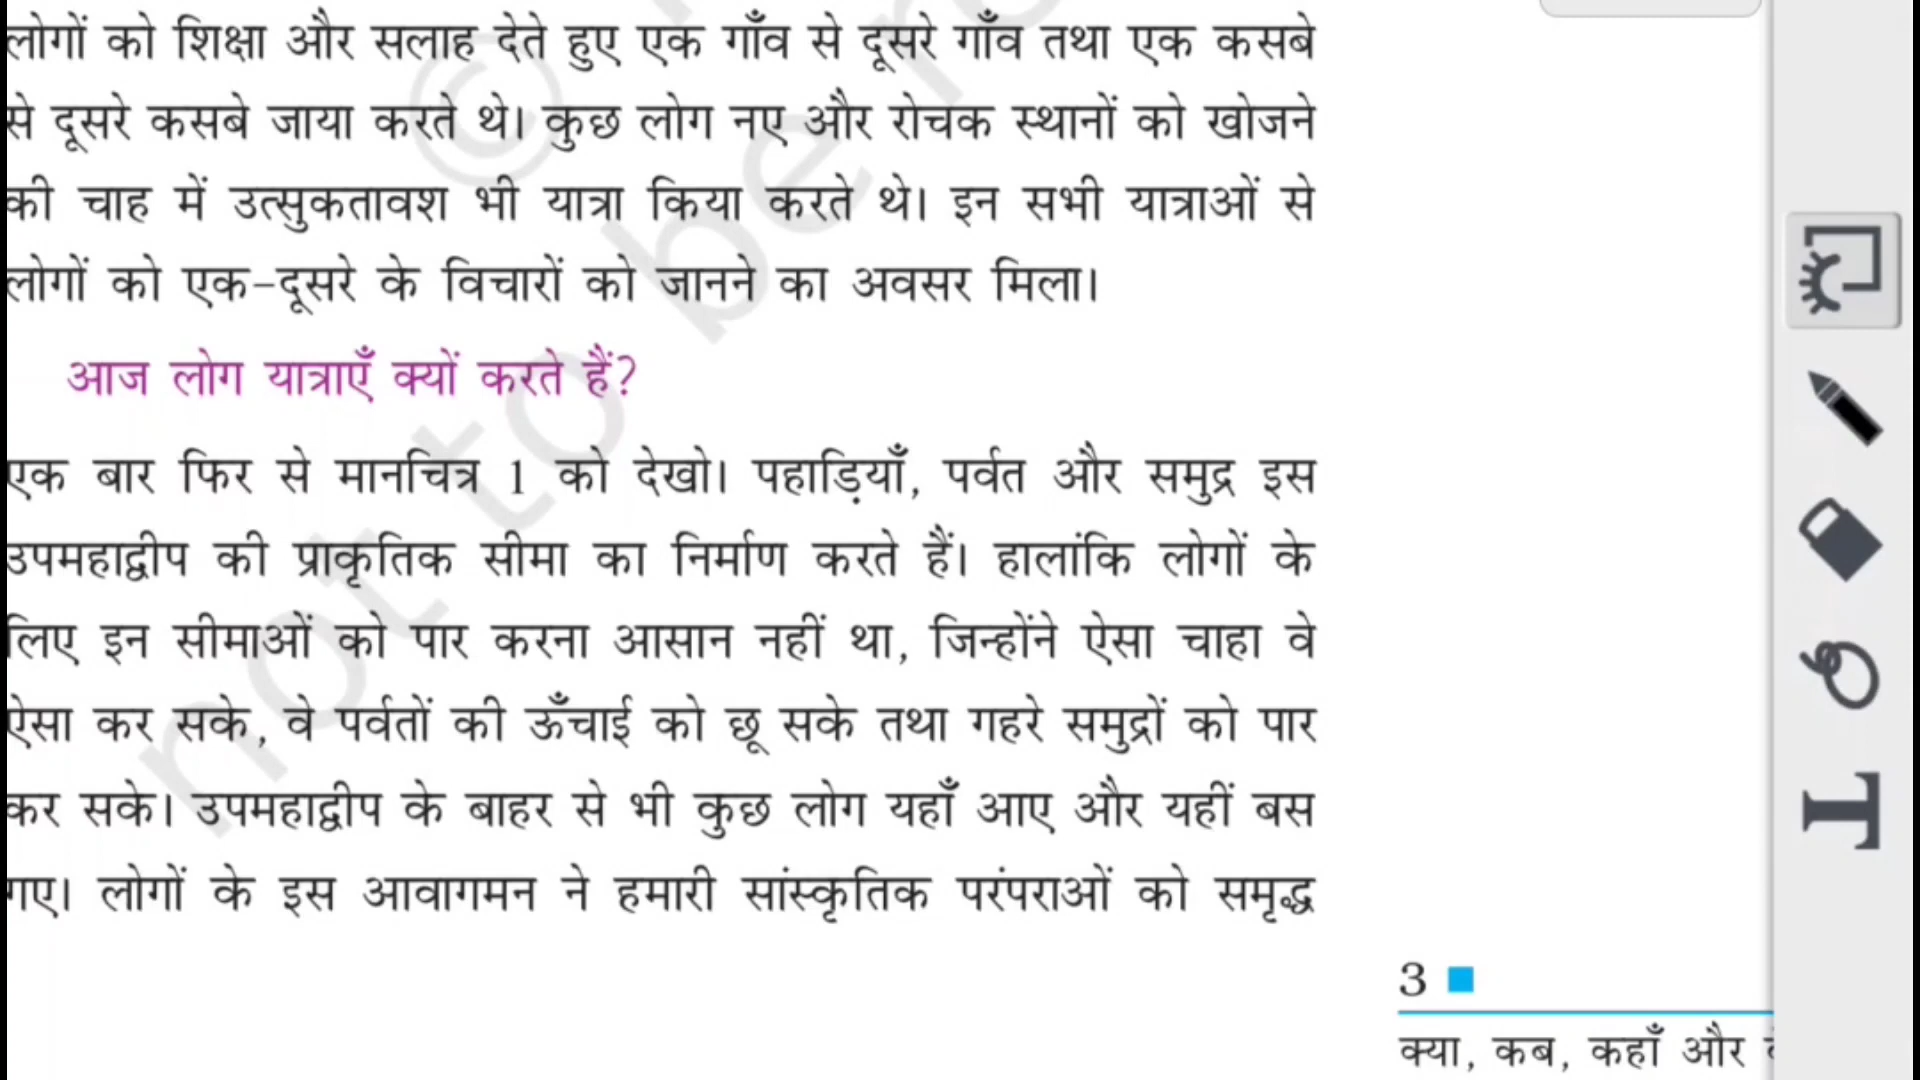 लोगों को शिक्षा और सलाह देते हुए एक गाँव से दूसरे गाँव तथा एक कसबे
से दूसरे कसबे जाया करते थे। कुछ लोग नए और रोचक स्थानों को खोजने
की चाह में उत्सुकतावश भी यात्रा किया करते थे। इन सभी यात्राओं से
लोगों को एक-दूसरे के विचारों को जानने का अवसर मिला।
आज लोग यात्राएँ क्यों करते हैं?
एक बार फिर से मानचित्र 1 को देखो। पहाड़ियाँ, पर्वत और समुद्र इस
उपमहाद्वीप की प्राकृतिक सीमा का निर्माण करते हैं। हालांकि लोगों के
लिए इन सीमाओं को पार करना आसान नहीं था, जिन्होंने ऐसा चाहा वे
ऐसा कर सके, वे पर्वतों की ऊँचाई को छू सके तथा गहरे समुद्रों को पार
कर सके। उपमहाद्वीप के बाहर से भी कुछ लोग यहाँ आए और यहीं बस
गए। लोगों के इस आवागमन ने हमारी सांस्कृतिक परंपराओं को समृद्ध
3
क्या, कब, कहाँ और
© not to be